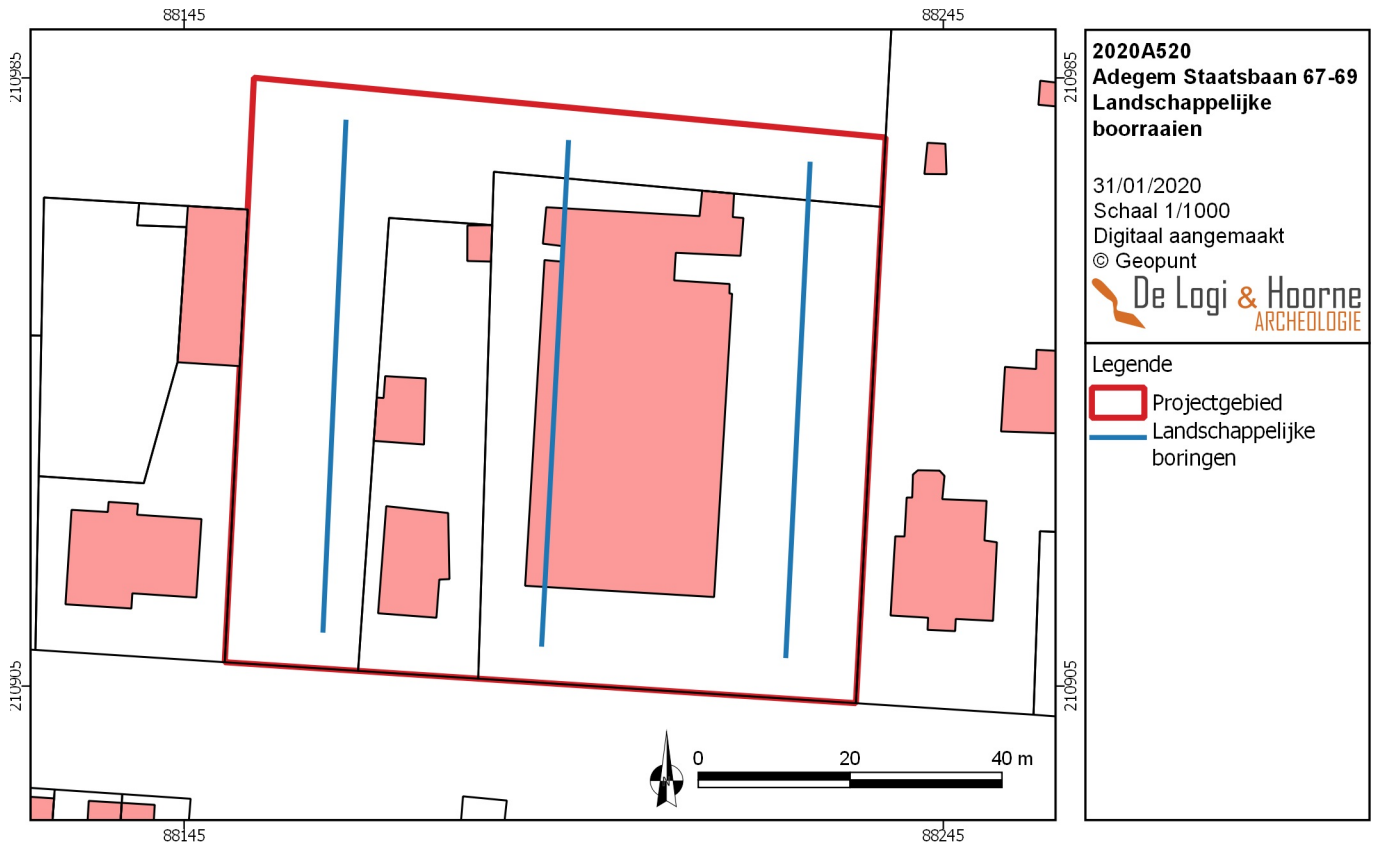 88145
88245
210985
210985
210905
210905
N
0 20 40 m
88145
88245
2020A520
Adegem Staatsbaan 67-69
Landschappelijke
boorraaien
31/01/2020
Schaal 1/1000
Digitaal aangemaakt
© Geopunt
De Logi & Hoorne
ARCHEOLOGIE
Legende
Projectgebied
Landschappelijke
boringen